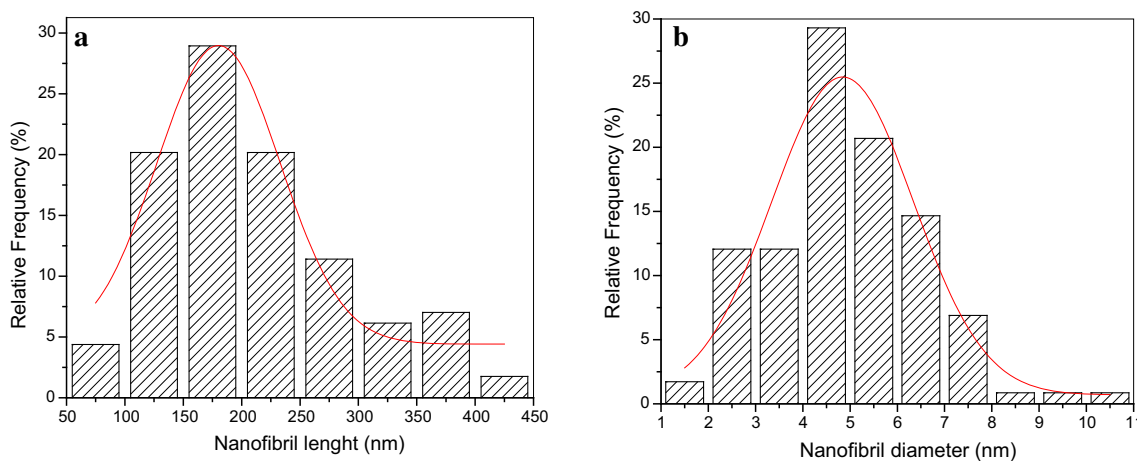 a
Relative Frequency (%)
30
25
20
15
10
5
0
50 100 150 200 250 300 350 400 450
Nanofibril lenght (nm)
b
Relative Frequency (%)
30
25
20
15
10
5
0
1 2 3 4 5 6 7 8 9 10 11
Nanofibril diameter (nm)